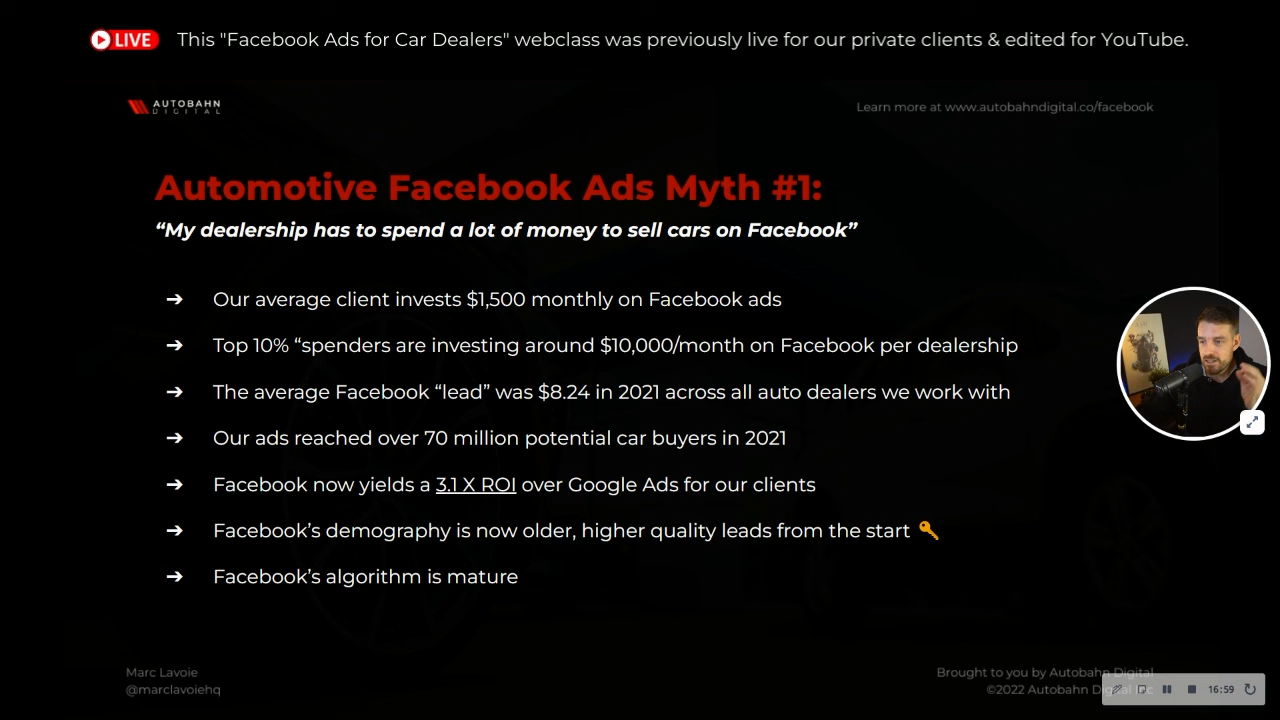 LIVE
This "Facebook Ads for Car Dealers" webclass was previously live for our private clients & edited for YouTube.
AUTOBAHN
DIGITAL
Learn more at www.autobahndigital.co/facebook
Automotive Facebook Ads Myth #1:
“My dealership has to spend a lot of money to sell cars on Facebook”
➔ Our average client invests $1,500 monthly on Facebook ads
➔ Top 10% “spenders are investing around $10,000/month on Facebook per dealership
➔ The average Facebook “lead” was $8.24 in 2021 across all auto dealers we work with
➔ Our ads reached over 70 million potential car buyers in 2021
➔ Facebook now yields a 3.1 X ROI over Google Ads for our clients
➔ Facebook’s demography is now older, higher quality leads from the start 🔑
➔ Facebook’s algorithm is mature
Marc Lavoie
@marclavoiehq
Brought to you by Autobahn Digital
©2022 Autobahn
16:59